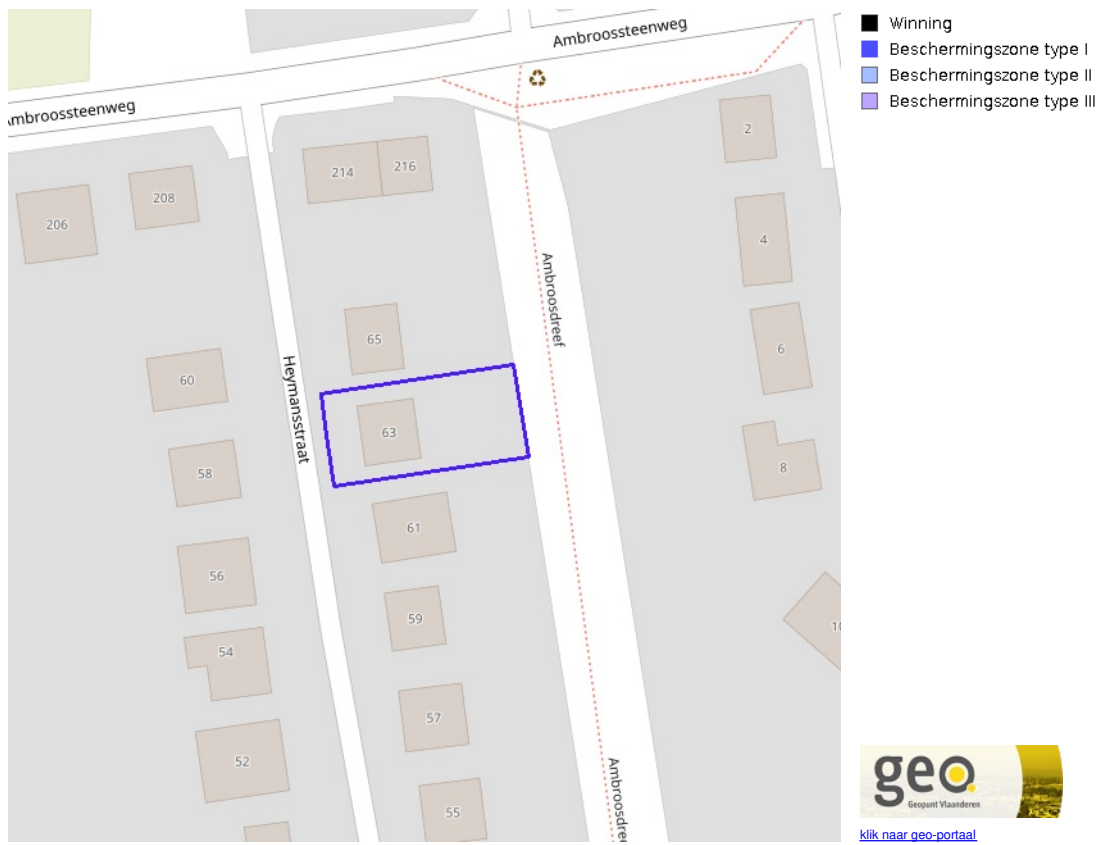 Ambroossteenweg
Ambroossteenweg
Winning
Beschermingszone type I
Beschermingszone type II
Beschermingszone type III
2
214
216
208
206
4
Ambroosdreef
65
6
60
Heymansstraat
63
58
8
61
56
59
10
54
57
52
55
Ambroosdree
geo.
Geopunt Vlaanderen
klik naar geo-portaal